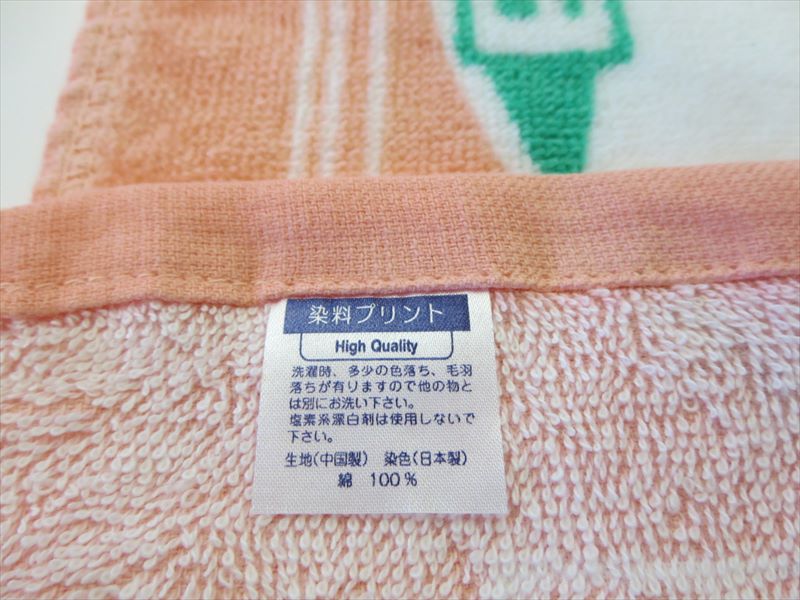 染料プリント
High Quality
洗濯時、多少の色落ち、毛羽
落ちが有りますので他の物と
は別にお洗い下さい。
塩素系漂白剤は使用しないで
下さい。
生地(中国製) 染色(日本製)
綿 100%